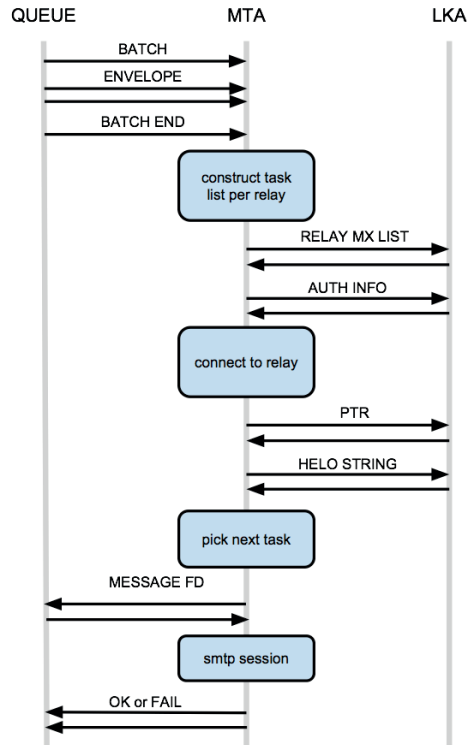 QUEUE MTA LKA
BATCH
ENVELOPE
BATCH END
construct task
list per relay
RELAY MX LIST
AUTH INFO
connect to relay
PTR
HELO STRING
pick next task
MESSAGE FD
smtp session
OK or FAIL